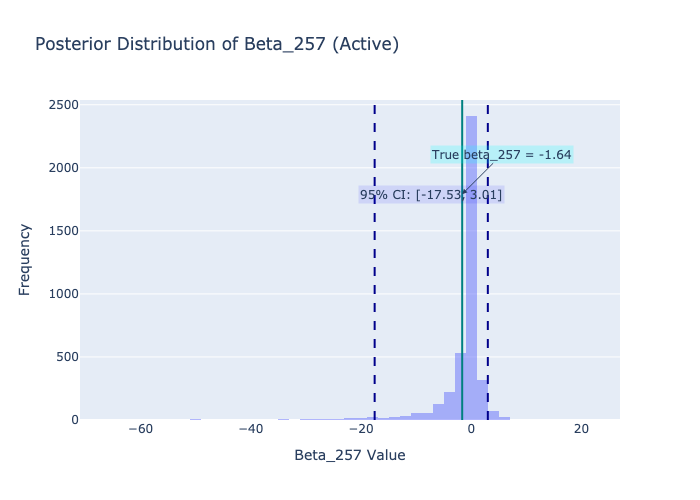 Posterior Distribution of Beta_257 (Active)
2500
True beta_257 = -1.64
2000
95% CI: [-17.53, 3.01]
1500
1000
500
0
Frequency
−60
−40
−20
0
20
Beta_257 Value